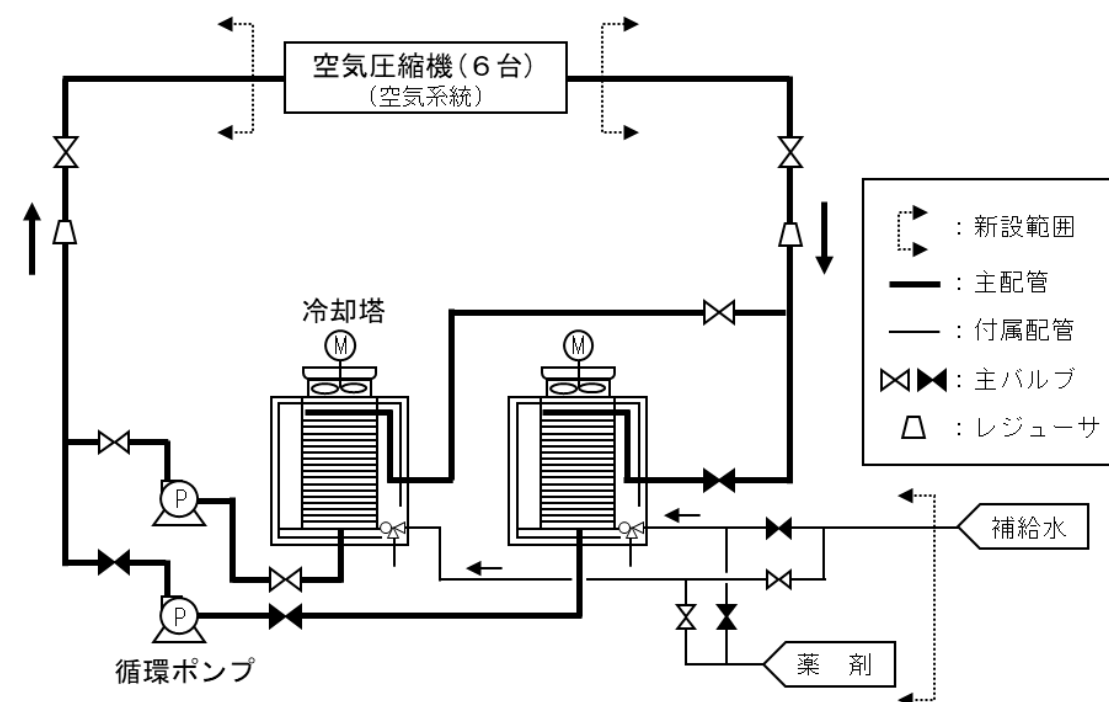 空気圧縮機(6台)
(空気系統)
:新設範囲
:主配管
:付属配管
:主バルブ
:レジューサ
冷却塔
M
M
P
P
補給水
薬 剤
循環ポンプ